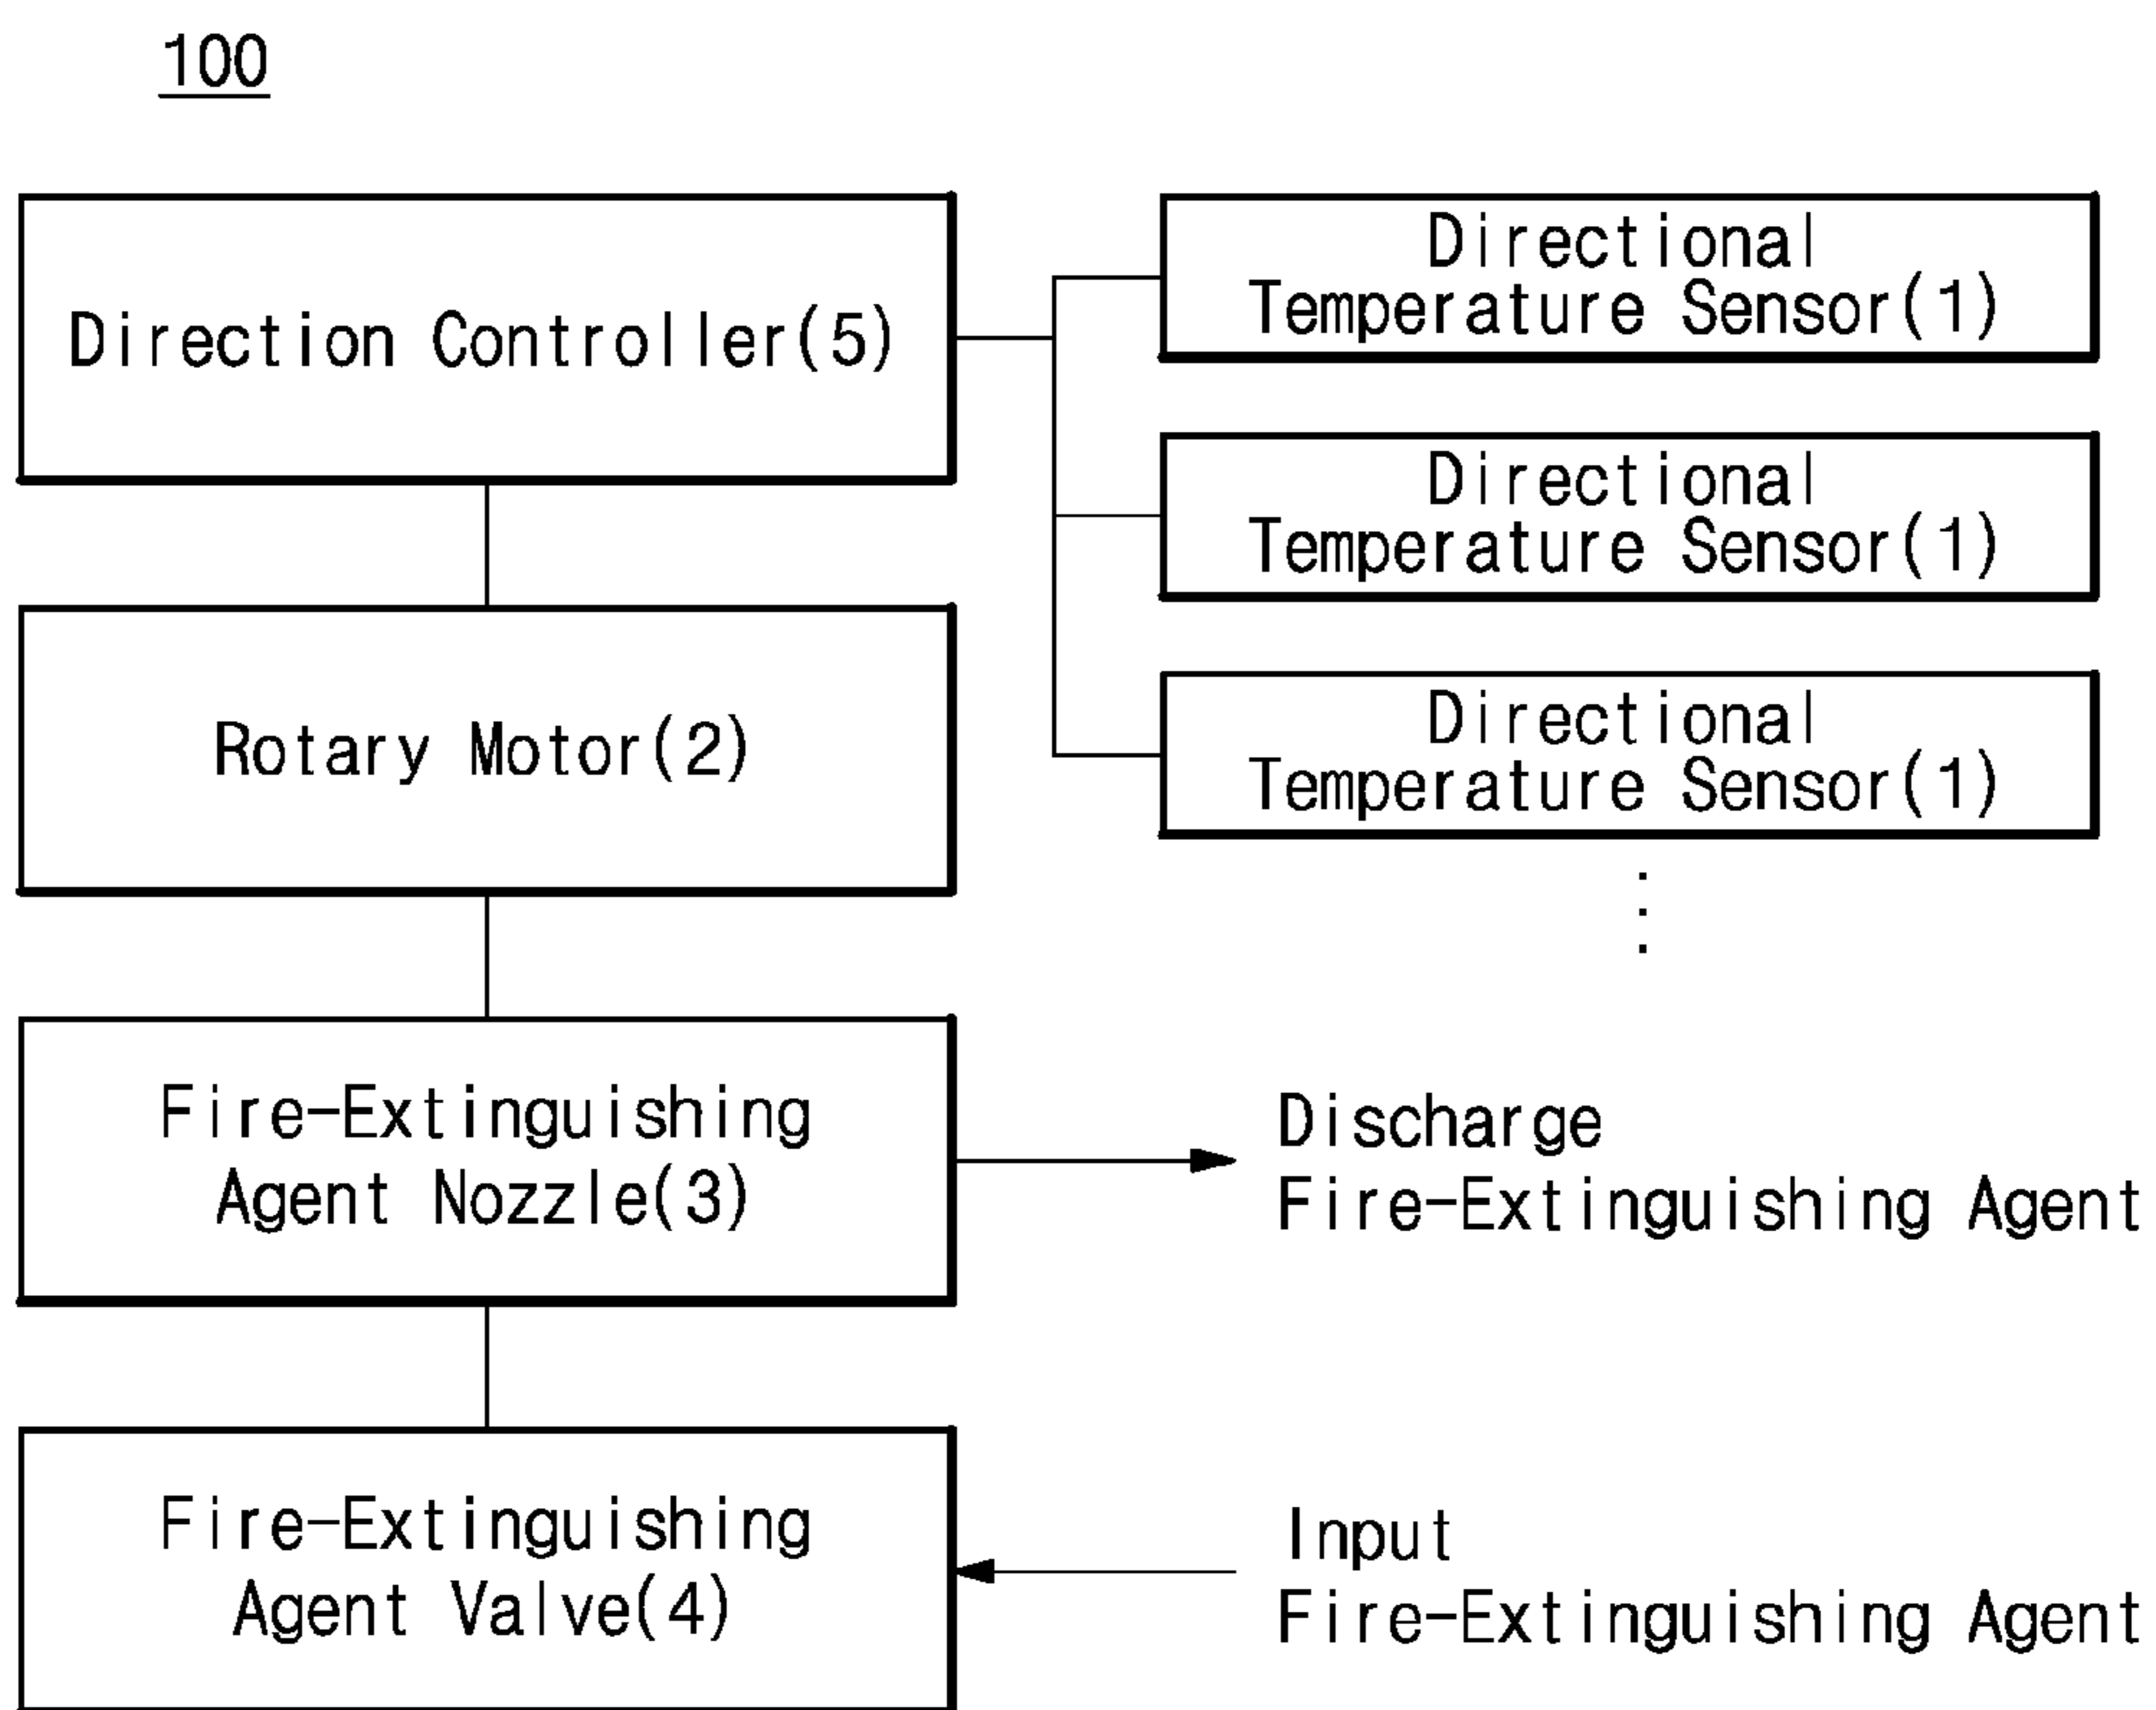 100
Direction Controller(5)
Directional
Temperature Sensor(1)
Directional
Temperature Sensor(1)
Rotary Motor(2)
Directional
Temperature Sensor(1)
Fire-Extinguishing
Agent Nozzle(3)
Discharge
Fire-Extinguishing Agent
Fire-Extinguishing
Agent Valve(4)
Input
Fire-Extinguishing Agent